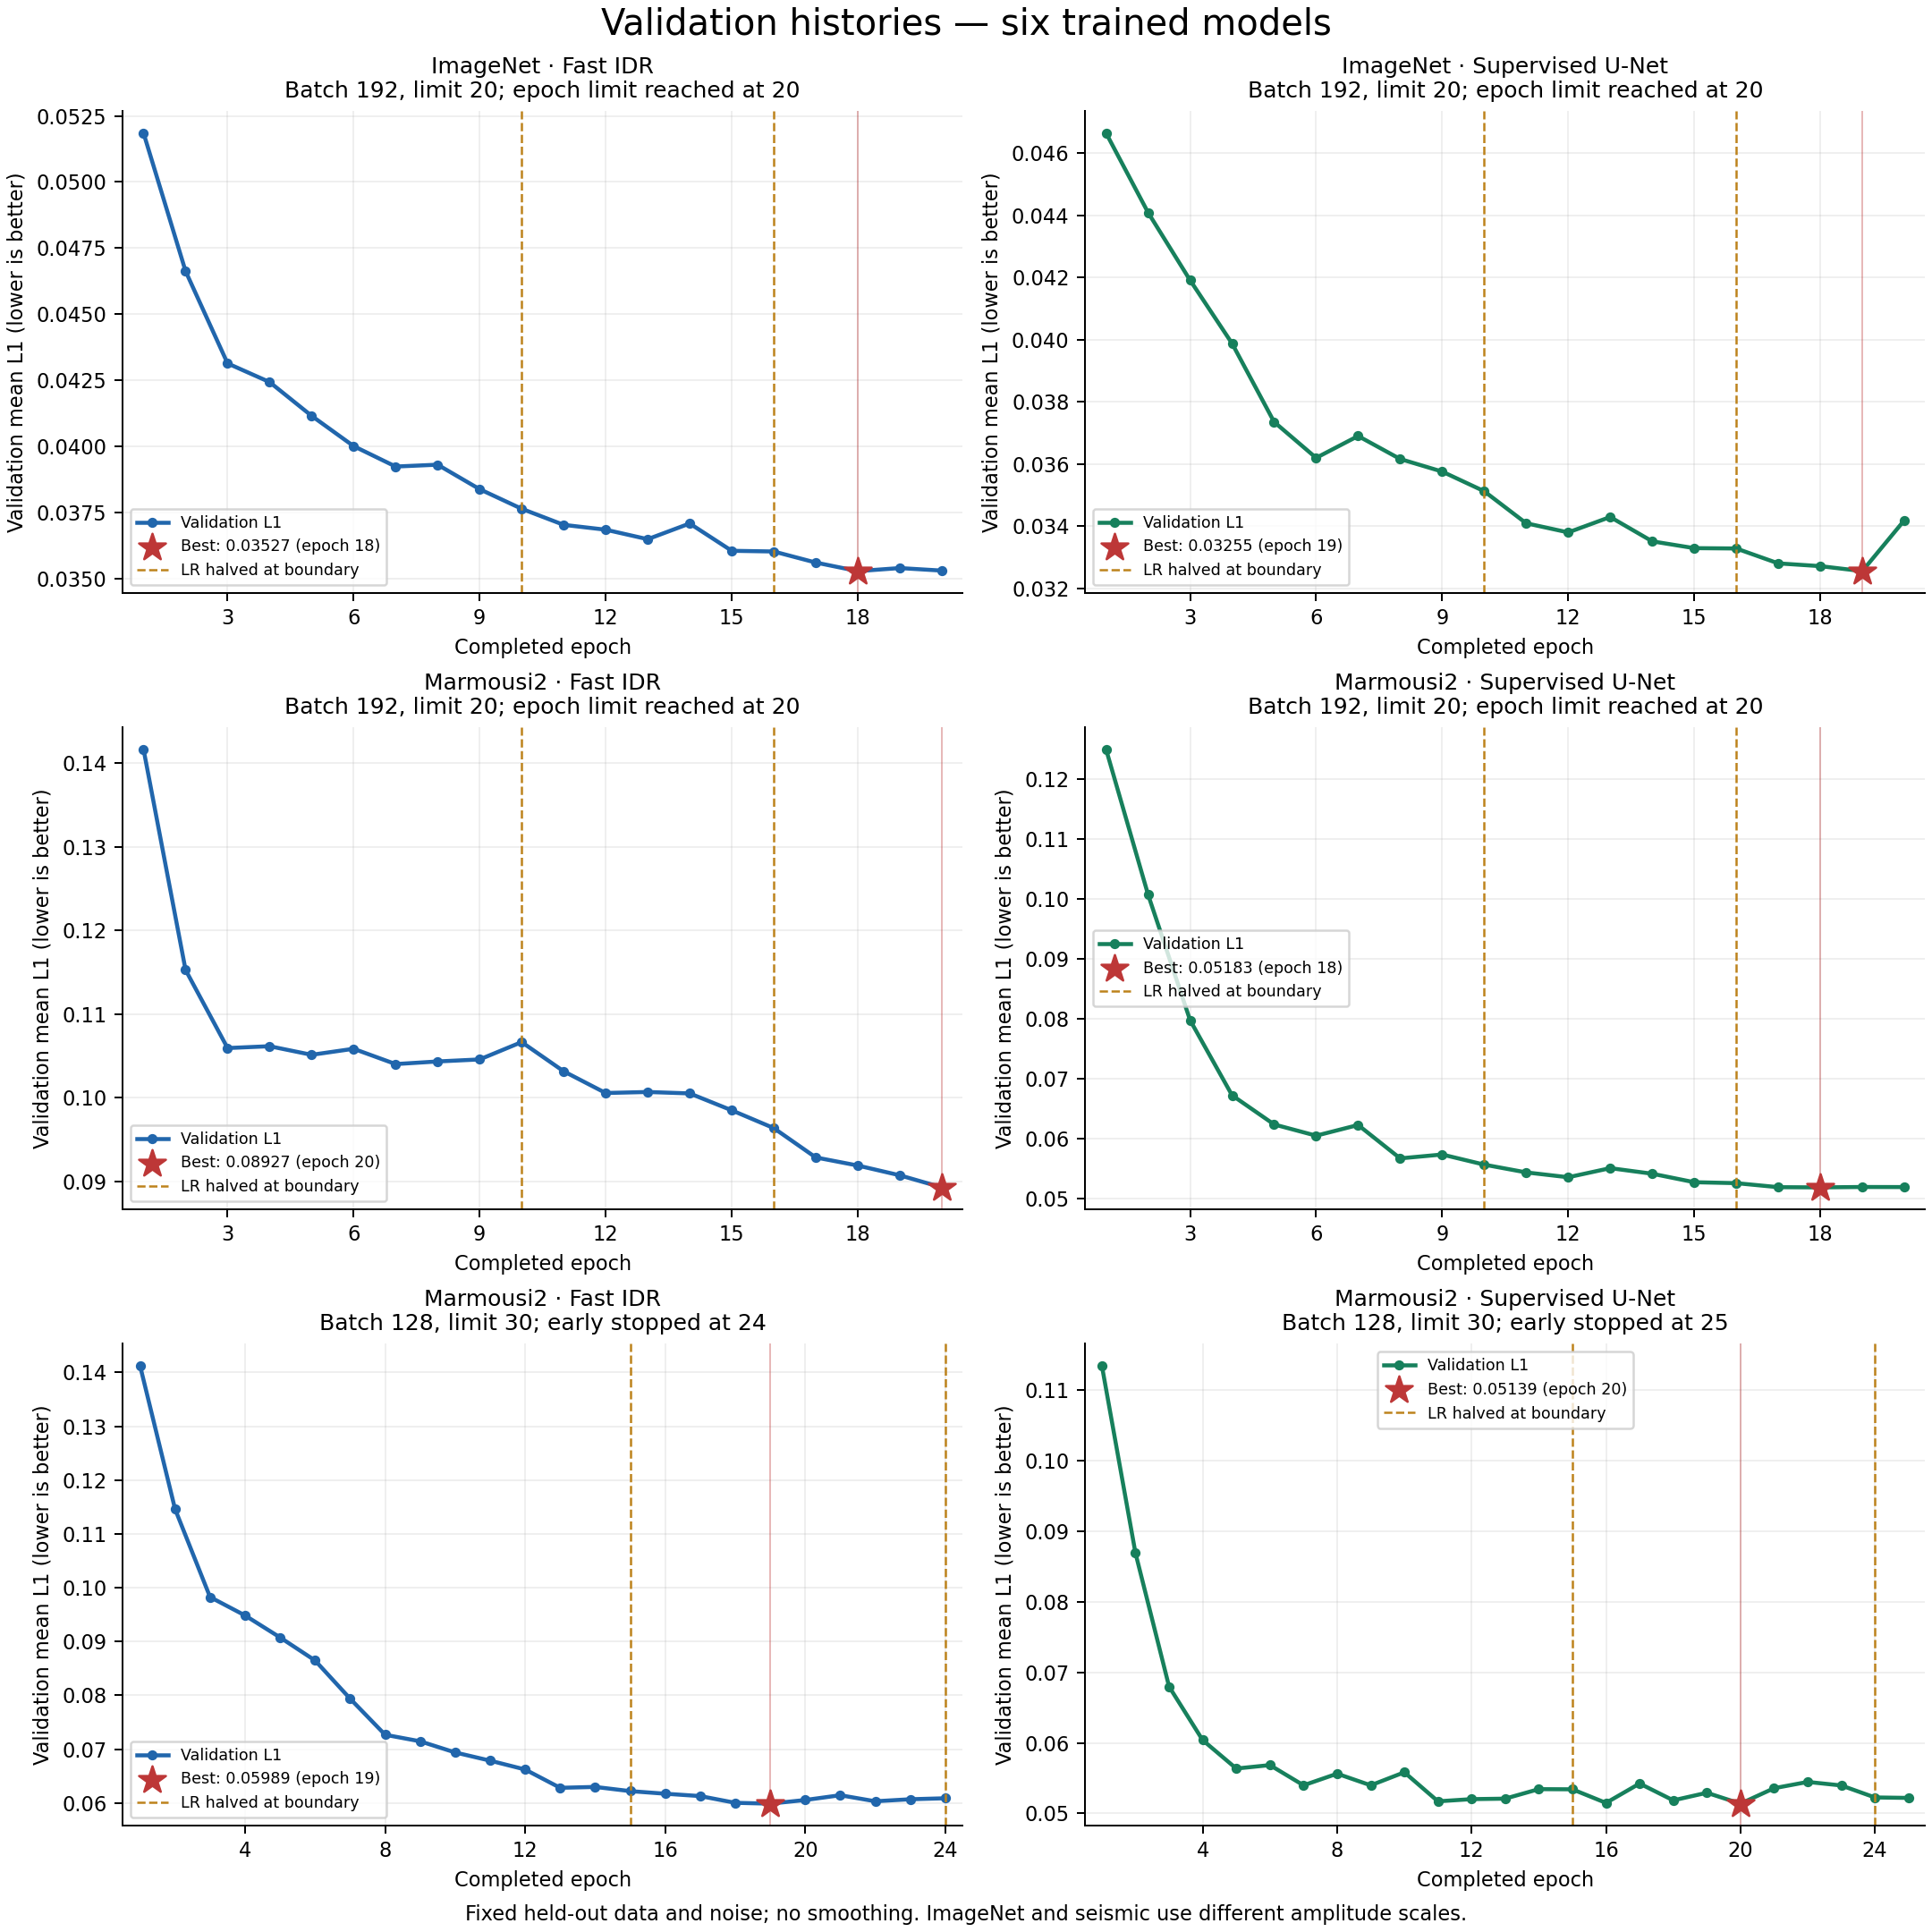 Validation histories — six trained models
ImageNet · Fast IDR
Batch 192, limit 20; epoch limit reached at 20
Validation mean L1 (lower is better)
0.0525
0.0500
0.0475
0.0450
0.0425
0.0400
0.0375
0.0350
Validation L1
Best: 0.03527 (epoch 18)
LR halved at boundary
3 6 9 12 15 18
Completed epoch
ImageNet · Supervised U-Net
Batch 192, limit 20; epoch limit reached at 20
Validation mean L1 (lower is better)
0.046
0.044
0.042
0.040
0.038
0.036
0.034
0.032
Validation L1
Best: 0.03255 (epoch 19)
LR halved at boundary
3 6 9 12 15 18
Completed epoch
Marmousi2 · Fast IDR
Batch 192, limit 20; epoch limit reached at 20
Validation mean L1 (lower is better)
0.14
0.13
0.12
0.11
0.10
0.09
Validation L1
Best: 0.08927 (epoch 20)
LR halved at boundary
3 6 9 12 15 18
Completed epoch
Marmousi2 · Supervised U-Net
Batch 192, limit 20; epoch limit reached at 20
Validation mean L1 (lower is better)
0.12
0.11
0.10
0.09
0.08
0.07
0.06
0.05
Validation L1
Best: 0.05183 (epoch 18)
LR halved at boundary
3 6 9 12 15 18
Completed epoch
Marmousi2 · Fast IDR
Batch 128, limit 30; early stopped at 24
Validation mean L1 (lower is better)
0.14
0.13
0.12
0.11
0.10
0.09
0.08
0.07
0.06
Validation L1
Best: 0.05989 (epoch 19)
LR halved at boundary
4 8 12 16 20 24
Completed epoch
Marmousi2 · Supervised U-Net
Batch 128, limit 30; early stopped at 25
Validation mean L1 (lower is better)
0.11
0.10
0.09
0.08
0.07
0.06
0.05
Validation L1
Best: 0.05139 (epoch 20)
LR halved at boundary
4 8 12 16 20 24
Completed epoch
Fixed held-out data and noise; no smoothing. ImageNet and seismic use different amplitude scales.